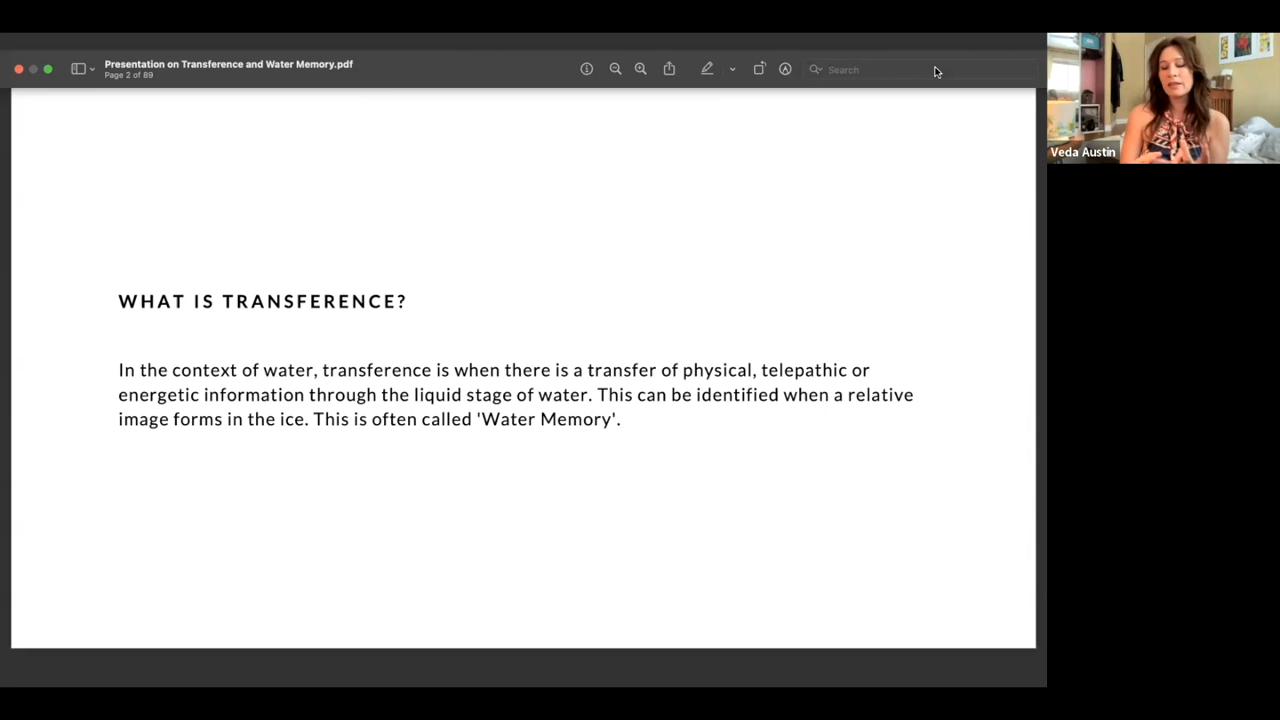 Presentation on Transference and Water Memory.pdf
Page 2 of 89
Search
Veda Austin
WHAT IS TRANSFERENCE?
In the context of water, transference is when there is a transfer of physical, telepathic or
energetic information through the liquid stage of water. This can be identified when a relative
image forms in the ice. This is often called 'Water Memory'.